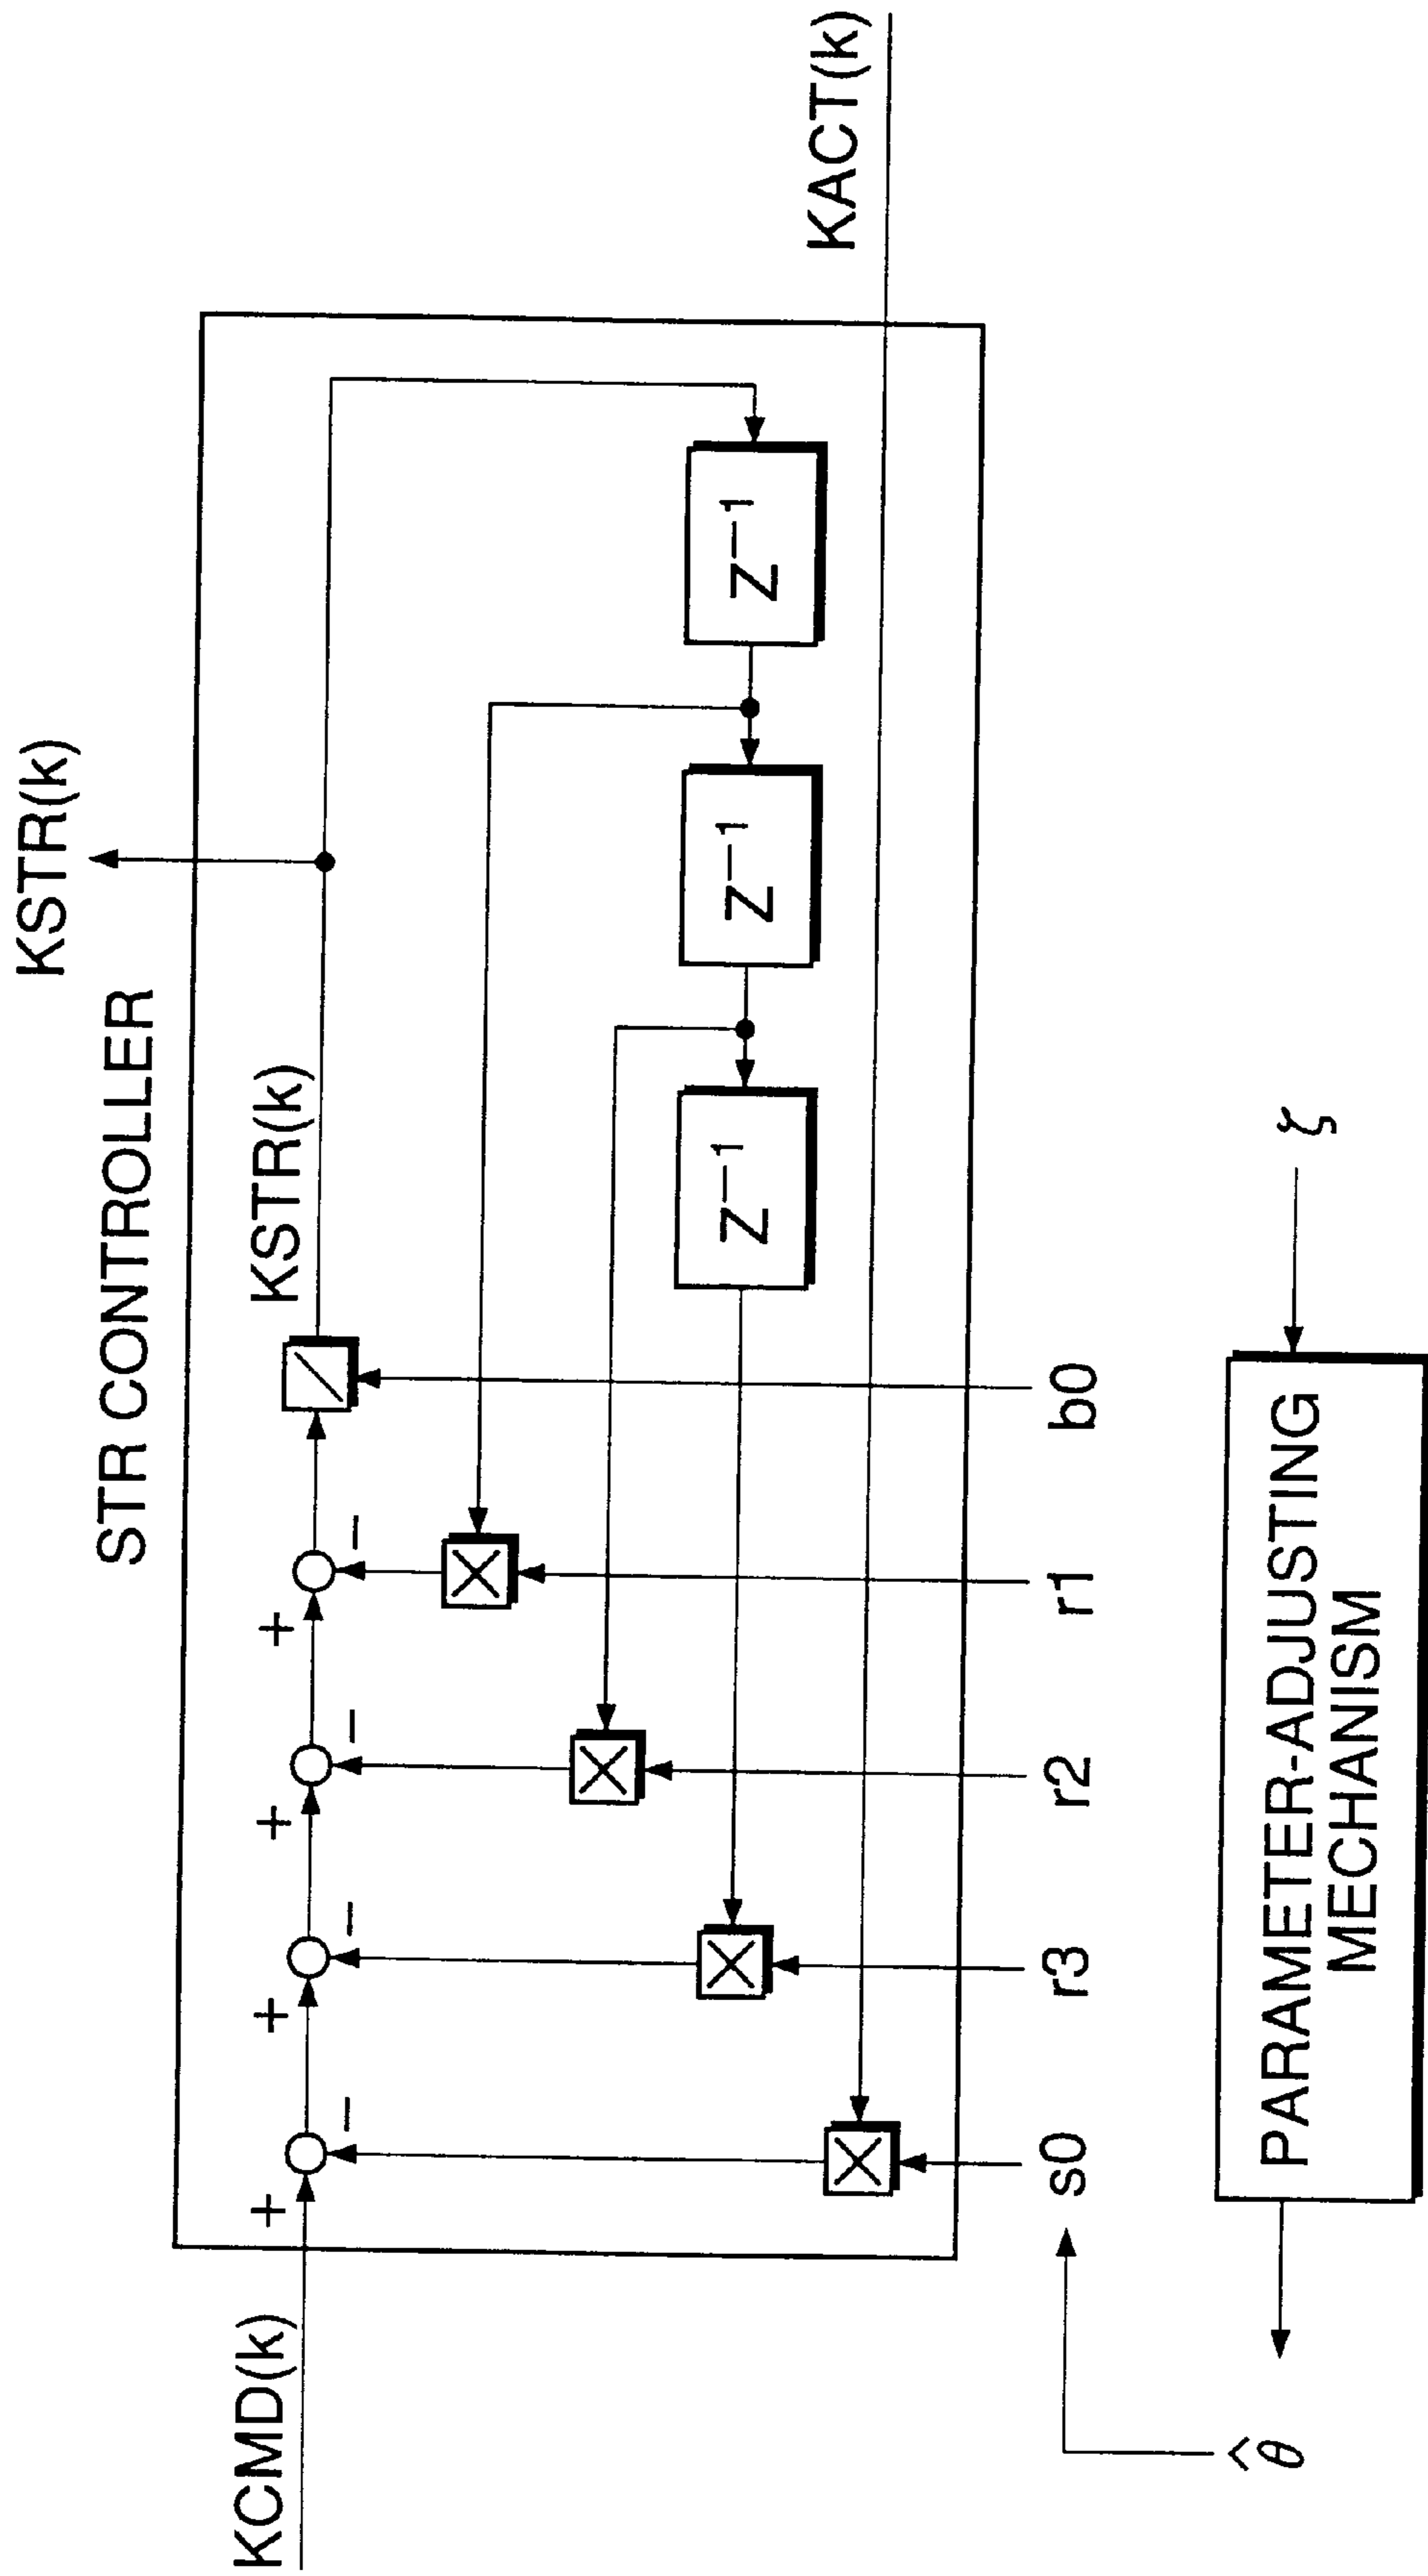 KSTR(k)
STR CONTROLLER
KCMD(k)
+
−
+
−
+
−
+
−
KSTR(k)
Z⁻¹
Z⁻¹
Z⁻¹
KACT(k)
s0
r3
r2
r1
b0
θ̂
PARAMETER-ADJUSTING
MECHANISM
ζ